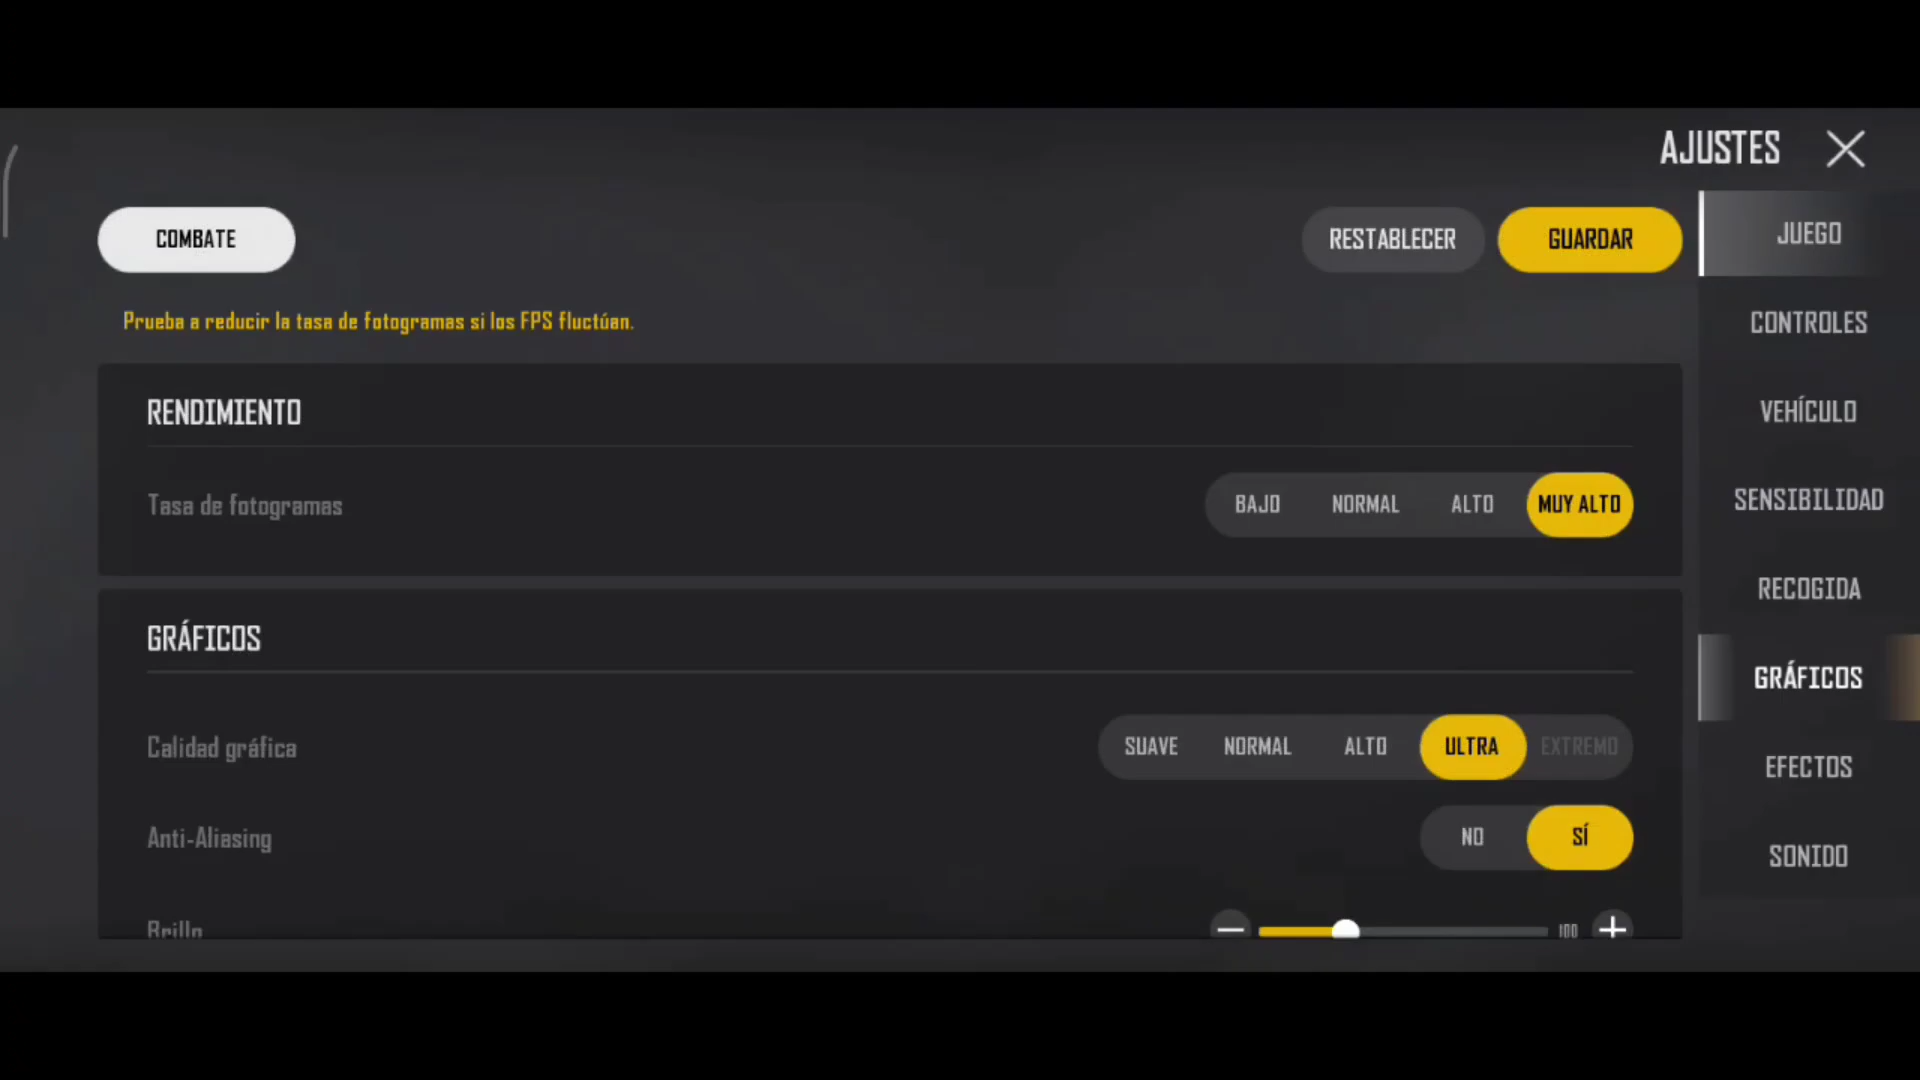 AJUSTES
COMBATE
RESTABLECER
GUARDAR
JUEGO
CONTROLES
VEHÍCULO
SENSIBILIDAD
RECOGIDA
GRÁFICOS
EFECTOS
SONIDO
Prueba a reducir la tasa de fotogramas si los FPS fluctúan.
RENDIMIENTO
Tasa de fotogramas BAJO NORMAL ALTO MUY ALTO
GRÁFICOS
Calidad gráfica SUAVE NORMAL ALTO ULTRA EXTREMO
Anti-Aliasing NO SÍ
Brillo 100